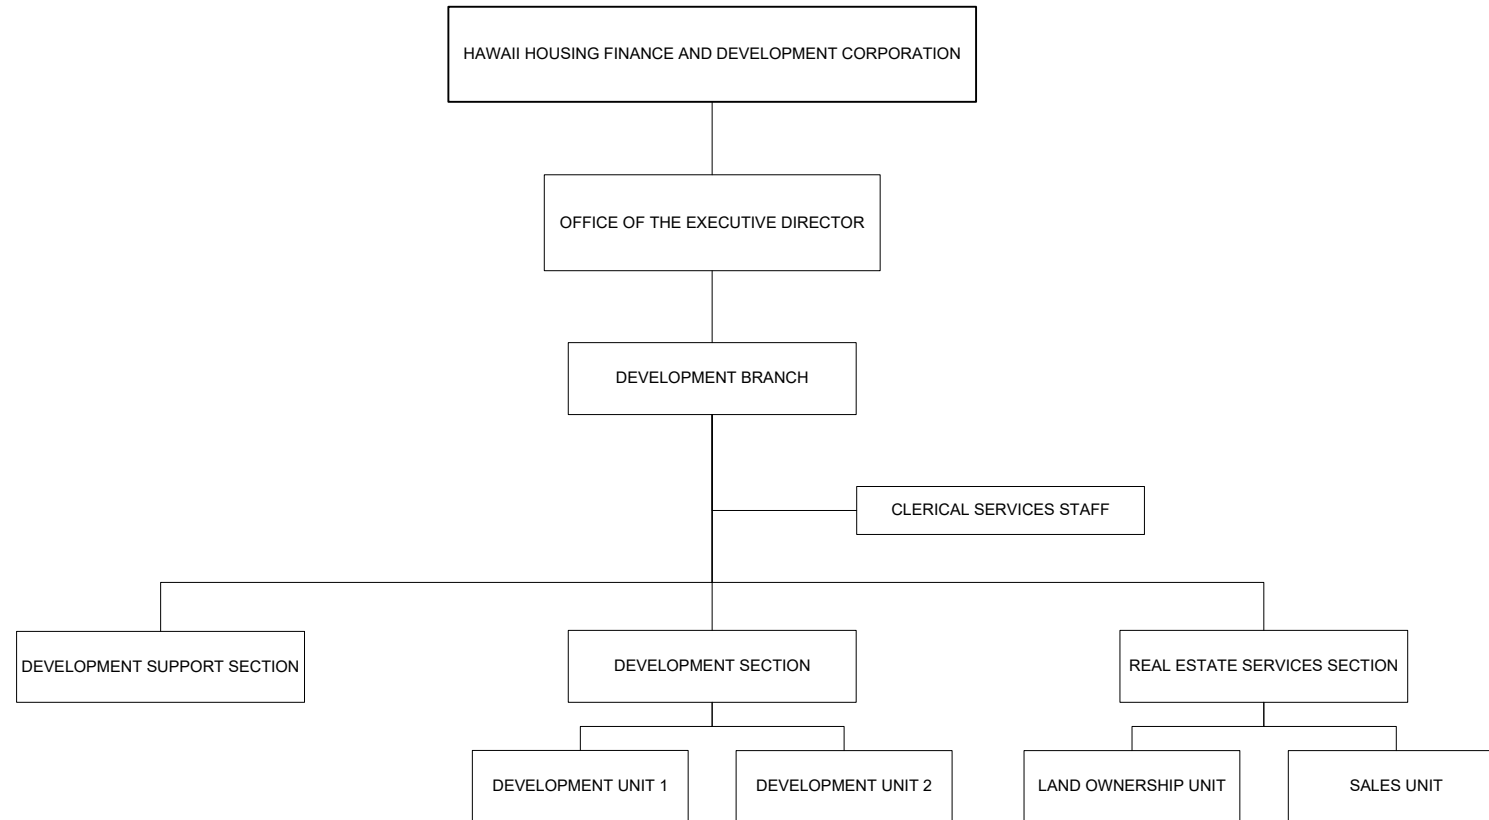 HAWAII HOUSING FINANCE AND DEVELOPMENT CORPORATION
OFFICE OF THE EXECUTIVE DIRECTOR
DEVELOPMENT BRANCH
CLERICAL SERVICES STAFF
DEVELOPMENT SUPPORT SECTION
DEVELOPMENT SECTION
REAL ESTATE SERVICES SECTION
DEVELOPMENT UNIT 1
DEVELOPMENT UNIT 2
LAND OWNERSHIP UNIT
SALES UNIT